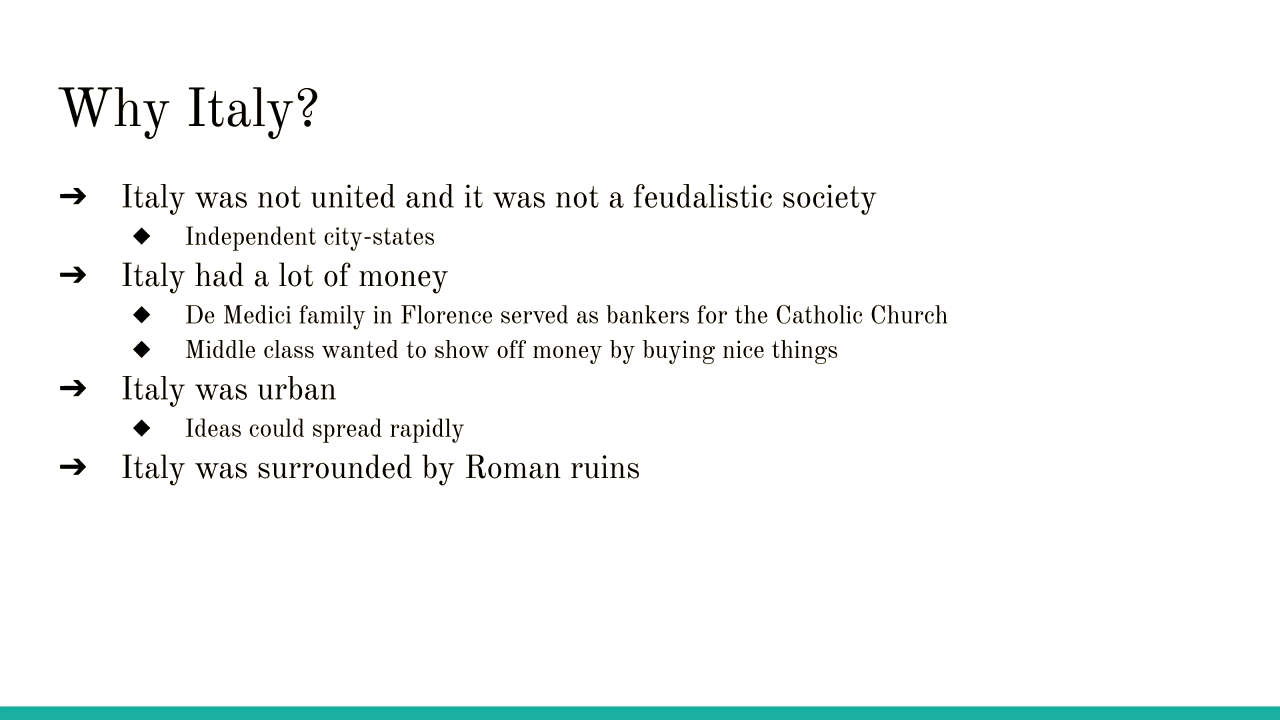 Why Italy?
➔ Italy was not united and it was not a feudalistic society
◆ Independent city-states
➔ Italy had a lot of money
◆ De Medici family in Florence served as bankers for the Catholic Church
◆ Middle class wanted to show off money by buying nice things
➔ Italy was urban
◆ Ideas could spread rapidly
➔ Italy was surrounded by Roman ruins